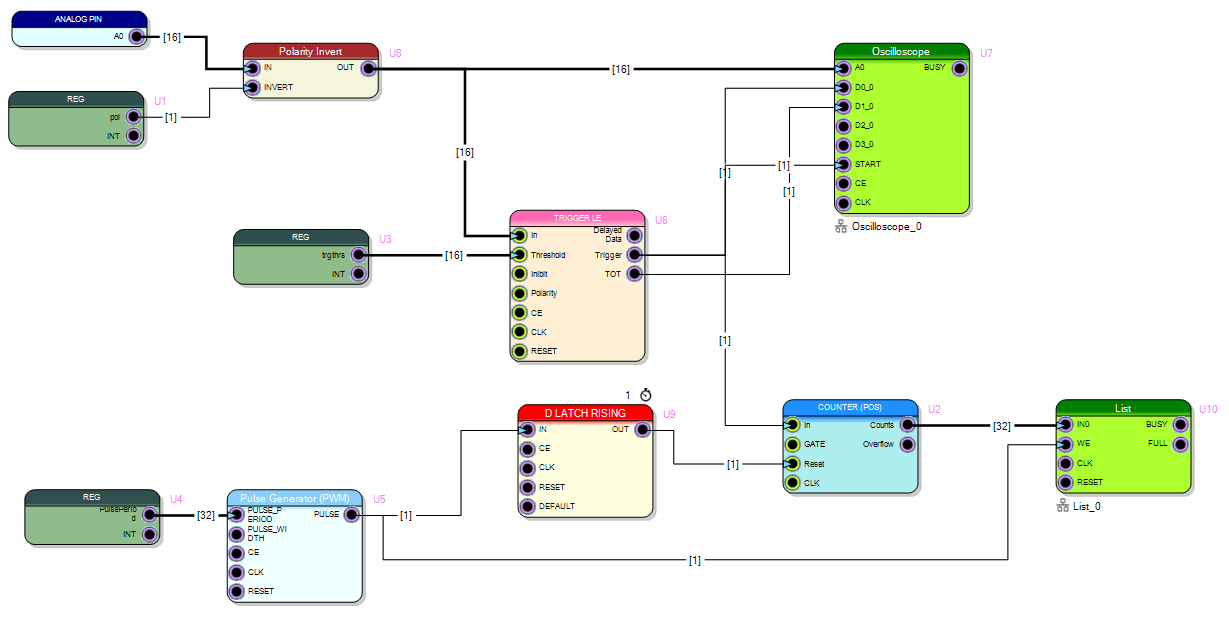 ANALOG PIN
A0
[16]
REG
U1
pol
INT
[1]
Polarity Invert
U8
IN
OUT
INVERT
[16]
[16]
Oscilloscope
U7
A0
BUSY
D0_0
D1_0
D2_0
D3_0
START
CE
CLK
Oscilloscope_0
[1]
[1]
[1]
REG
U3
trgthrs
INT
[16]
TRIGGER LE
U6
In
Delayed
Data
Threshold
Trigger
Inibit
TOT
Polarity
CE
CLK
RESET
[1]
1
D LATCH RISING
U9
IN
OUT
CE
CLK
RESET
DEFAULT
[1]
COUNTER (POS)
U2
In
Counts
GATE
Overflow
Reset
CLK
[32]
List
U10
IN0
BUSY
WE
FULL
CLK
RESET
List_0
REG
U4
PulsePerio
d
INT
[32]
Pulse Generator (PWM)
U5
PULSE_P
ERIOD
PULSE
PULSE_WI
DTH
CE
CLK
RESET
[1]
[1]